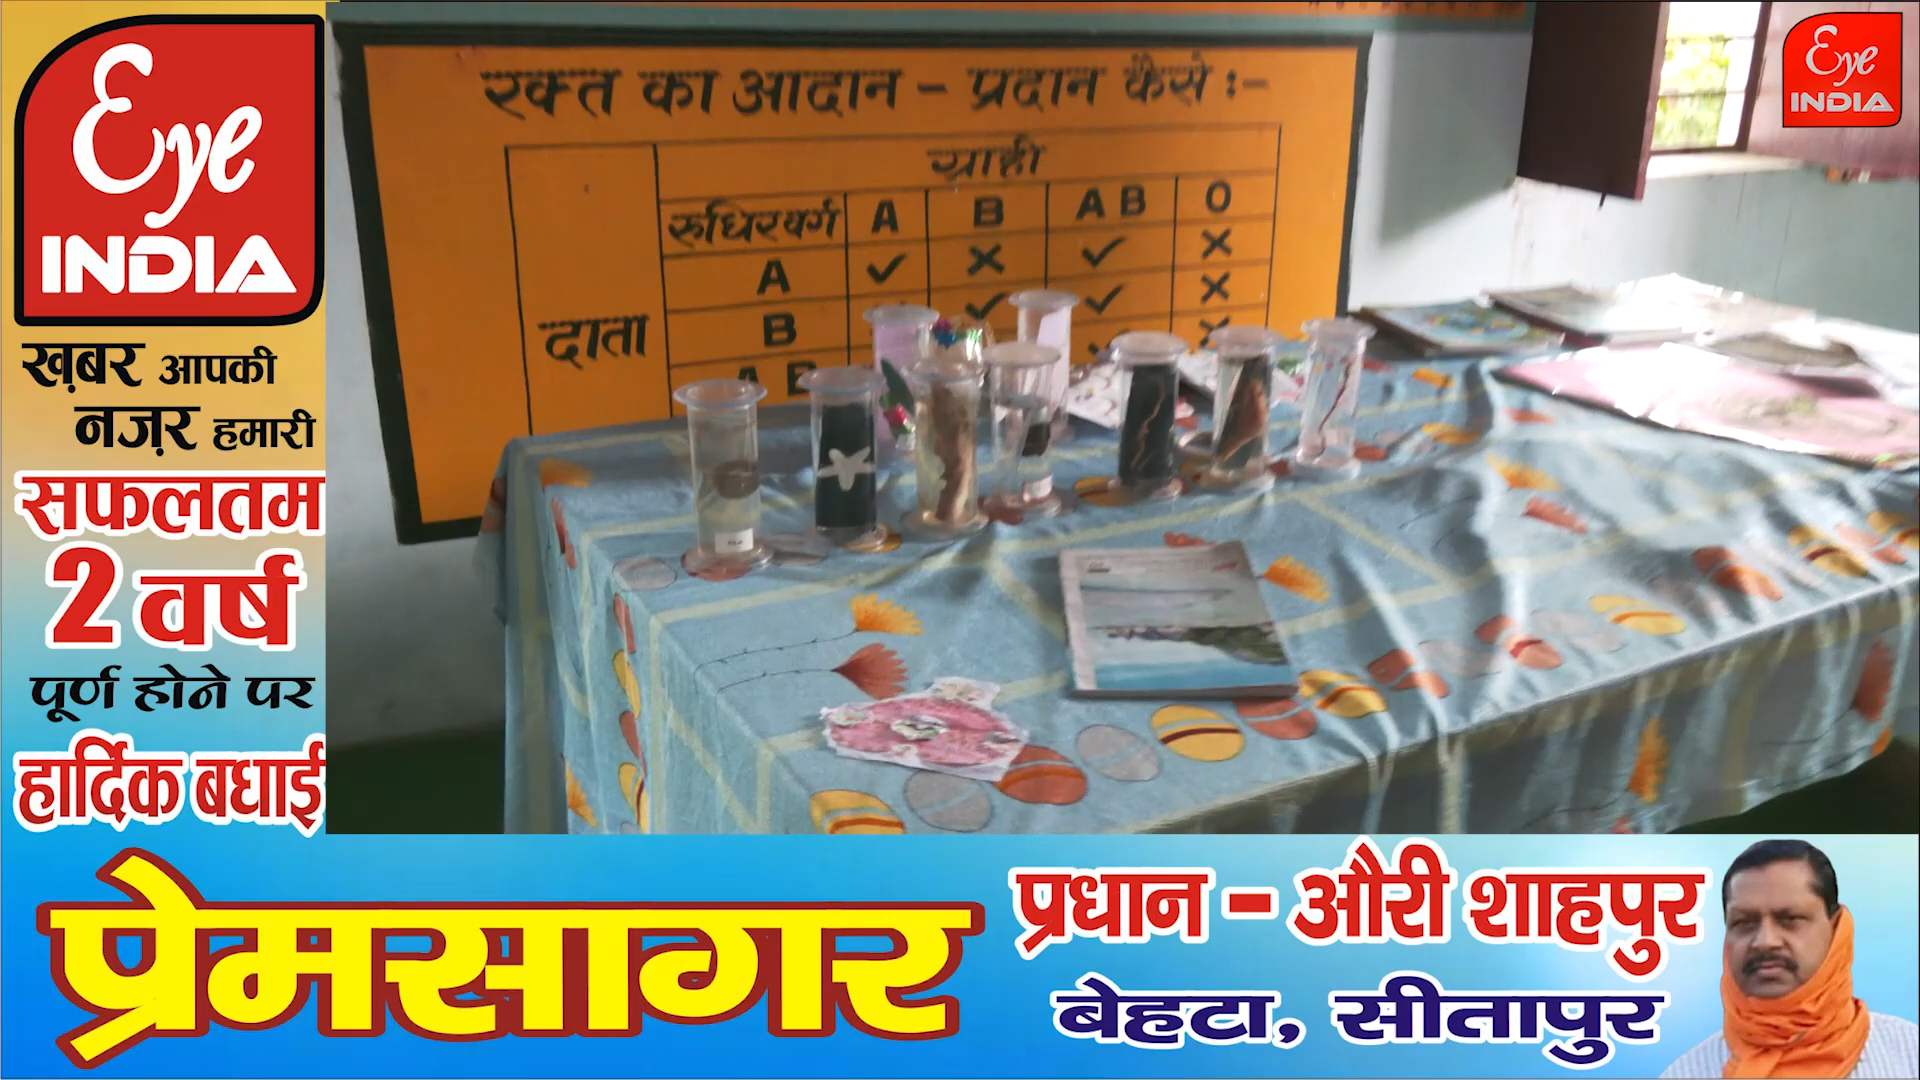 Eye
INDIA
ख़बर आपकी
नज़र हमारी
सफलतम
2 वर्ष
पूर्ण होने पर
हार्दिक बधाई
रक्त का आदान - प्रदान कैसे :-
ग्राही
रुधिरवर्ग A B AB O
A ✓ ✗ ✓ ✗
दाता
B ✓ ✓ ✗
AB ✓ ✗
Eye
INDIA
प्रेमसागर
प्रधान - औरी शाहपुर
बेहटा, सीतापुर